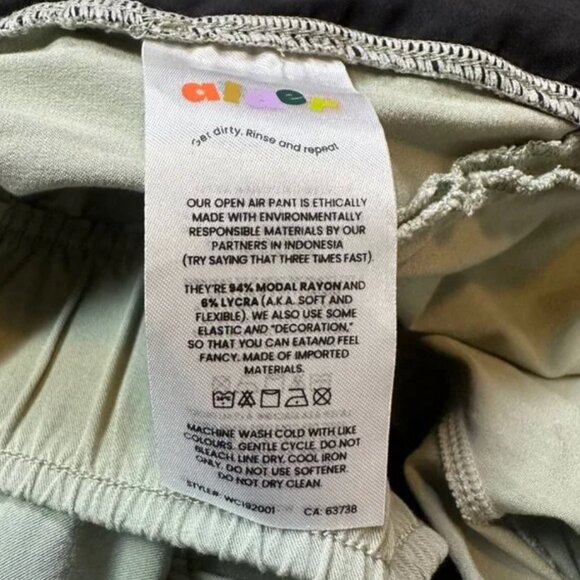 alder
Get dirty. Rinse and repeat
OUR OPEN AIR PANT IS ETHICALLY
MADE WITH ENVIRONMENTALLY
RESPONSIBLE MATERIALS BY OUR
PARTNERS IN INDONESIA
(TRY SAYING THAT THREE TIMES FAST).
THEY'RE 94% MODAL RAYON AND
6% LYCRA (A.K.A. SOFT AND
FLEXIBLE). WE ALSO USE SOME
ELASTIC AND "DECORATION,"
SO THAT YOU CAN EAT AND FEEL
FANCY. MADE OF IMPORTED
MATERIALS.
MACHINE WASH COLD WITH LIKE
COLOURS. GENTLE CYCLE. DO NOT
BLEACH. LINE DRY. COOL IRON
ONLY. DO NOT USE SOFTENER.
DO NOT DRY CLEAN.
STYLE#: WC192001 CA: 63738